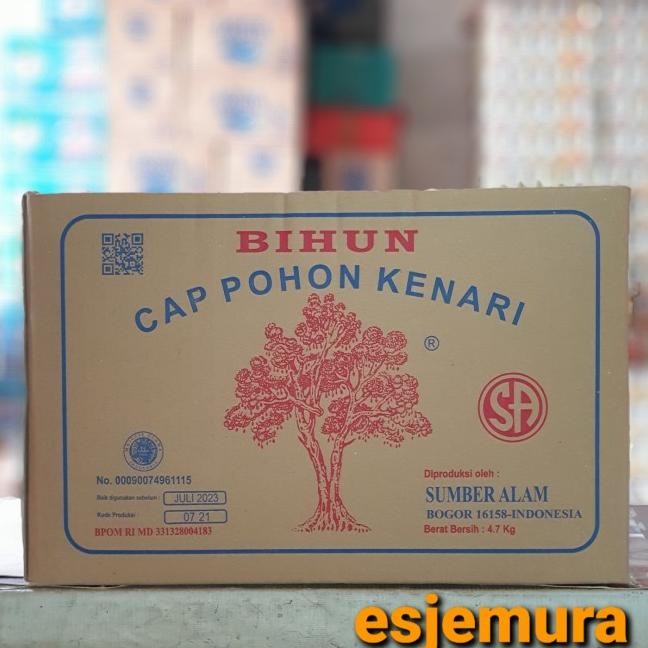 BIHUN
CAP POHON KENARI
®
SA
No. 00090074961115
Baik digunakan sebelum : JULI 2023
Kode Produksi : 07 21
BPOM RI MD 331328004183
Diproduksi oleh :
SUMBER ALAM
BOGOR 16158-INDONESIA
Berat Bersih : 4.7 Kg
esjemura